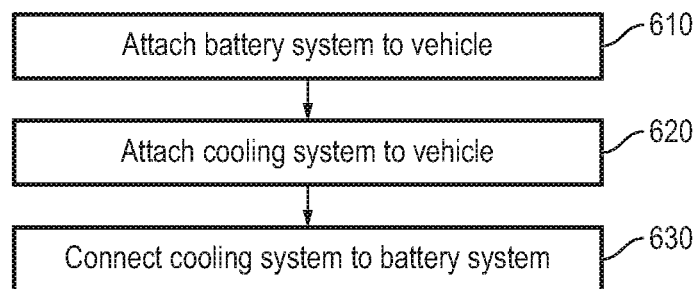 Attach battery system to vehicle
610
Attach cooling system to vehicle
620
Connect cooling system to battery system
630